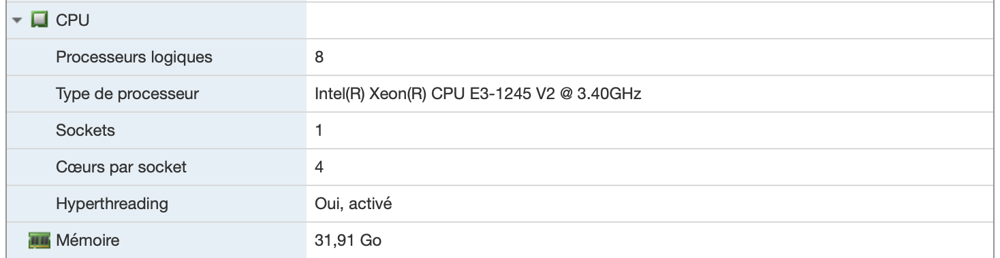 CPU
Processeurs logiques 8
Type de processeur Intel(R) Xeon(R) CPU E3-1245 V2 @ 3.40GHz
Sockets 1
Cœurs par socket 4
Hyperthreading Oui, activé
Mémoire 31,91 Go